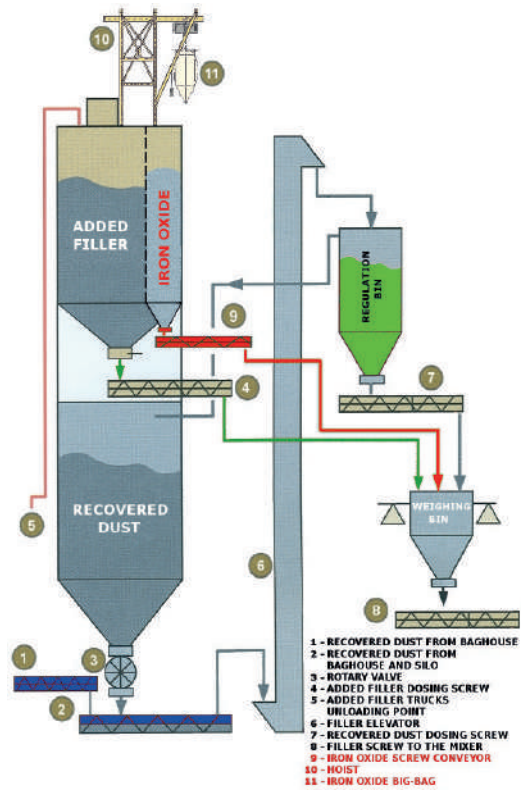 10
11
ADDED
FILLER
IRON OXIDE
REGULATION
BIN
9
4
7
5
RECOVERED
DUST
WEIGHING
BIN
6
8
3
1
2
1 - RECOVERED DUST FROM BAGHOUSE
2 - RECOVERED DUST FROM
BAGHOUSE AND SILO
3 - ROTARY VALVE
4 - ADDED FILLER DOSING SCREW
5 - ADDED FILLER TRUCKS
UNLOADING POINT
6 - FILLER ELEVATOR
7 - RECOVERED DUST DOSING SCREW
8 - FILLER SCREW TO THE MIXER
9 - IRON OXIDE SCREW CONVEYOR
10 - HOIST
11 - IRON OXIDE BIG-BAG